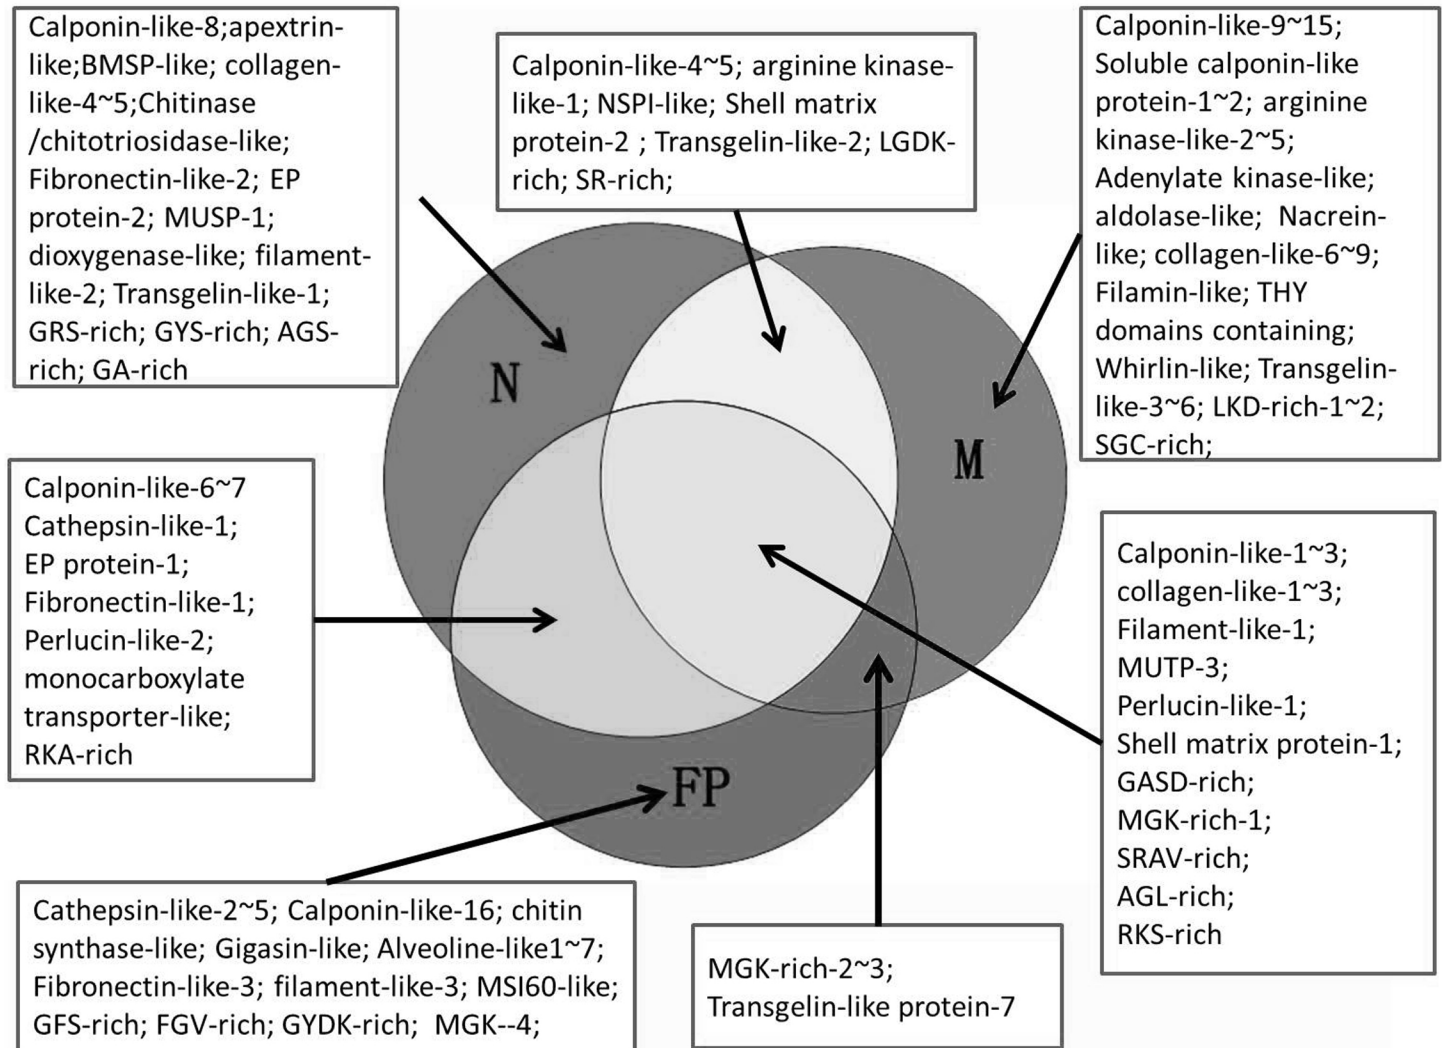 Calponin-like-8;apextrin-
like;BMSP-like; collagen-
like-4~5;Chitinase
/chitotriosidase-like;
Fibronectin-like-2; EP
protein-2; MUSP-1;
dioxygenase-like; filament-
like-2; Transgelin-like-1;
GRS-rich; GYS-rich; AGS-
rich; GA-rich
Calponin-like-4~5; arginine kinase-
like-1; NSPI-like; Shell matrix
protein-2 ; Transgelin-like-2; LGDK-
rich; SR-rich;
Calponin-like-9~15;
Soluble calponin-like
protein-1~2; arginine
kinase-like-2~5;
Adenylate kinase-like;
aldolase-like; Nacrein-
like; collagen-like-6~9;
Filamin-like; THY
domains containing;
Whirlin-like; Transgelin-
like-3~6; LKD-rich-1~2;
SGC-rich;
N
M
FP
Calponin-like-6~7
Cathepsin-like-1;
EP protein-1;
Fibronectin-like-1;
Perlucin-like-2;
monocarboxylate
transporter-like;
RKA-rich
Calponin-like-1~3;
collagen-like-1~3;
Filament-like-1;
MUTP-3;
Perlucin-like-1;
Shell matrix protein-1;
GASD-rich;
MGK-rich-1;
SRAV-rich;
AGL-rich;
RKS-rich
Cathepsin-like-2~5; Calponin-like-16; chitin
synthase-like; Gigasin-like; Alveoline-like1~7;
Fibronectin-like-3; filament-like-3; MSI60-like;
GFS-rich; FGV-rich; GYDK-rich; MGK--4;
MGK-rich-2~3;
Transgelin-like protein-7